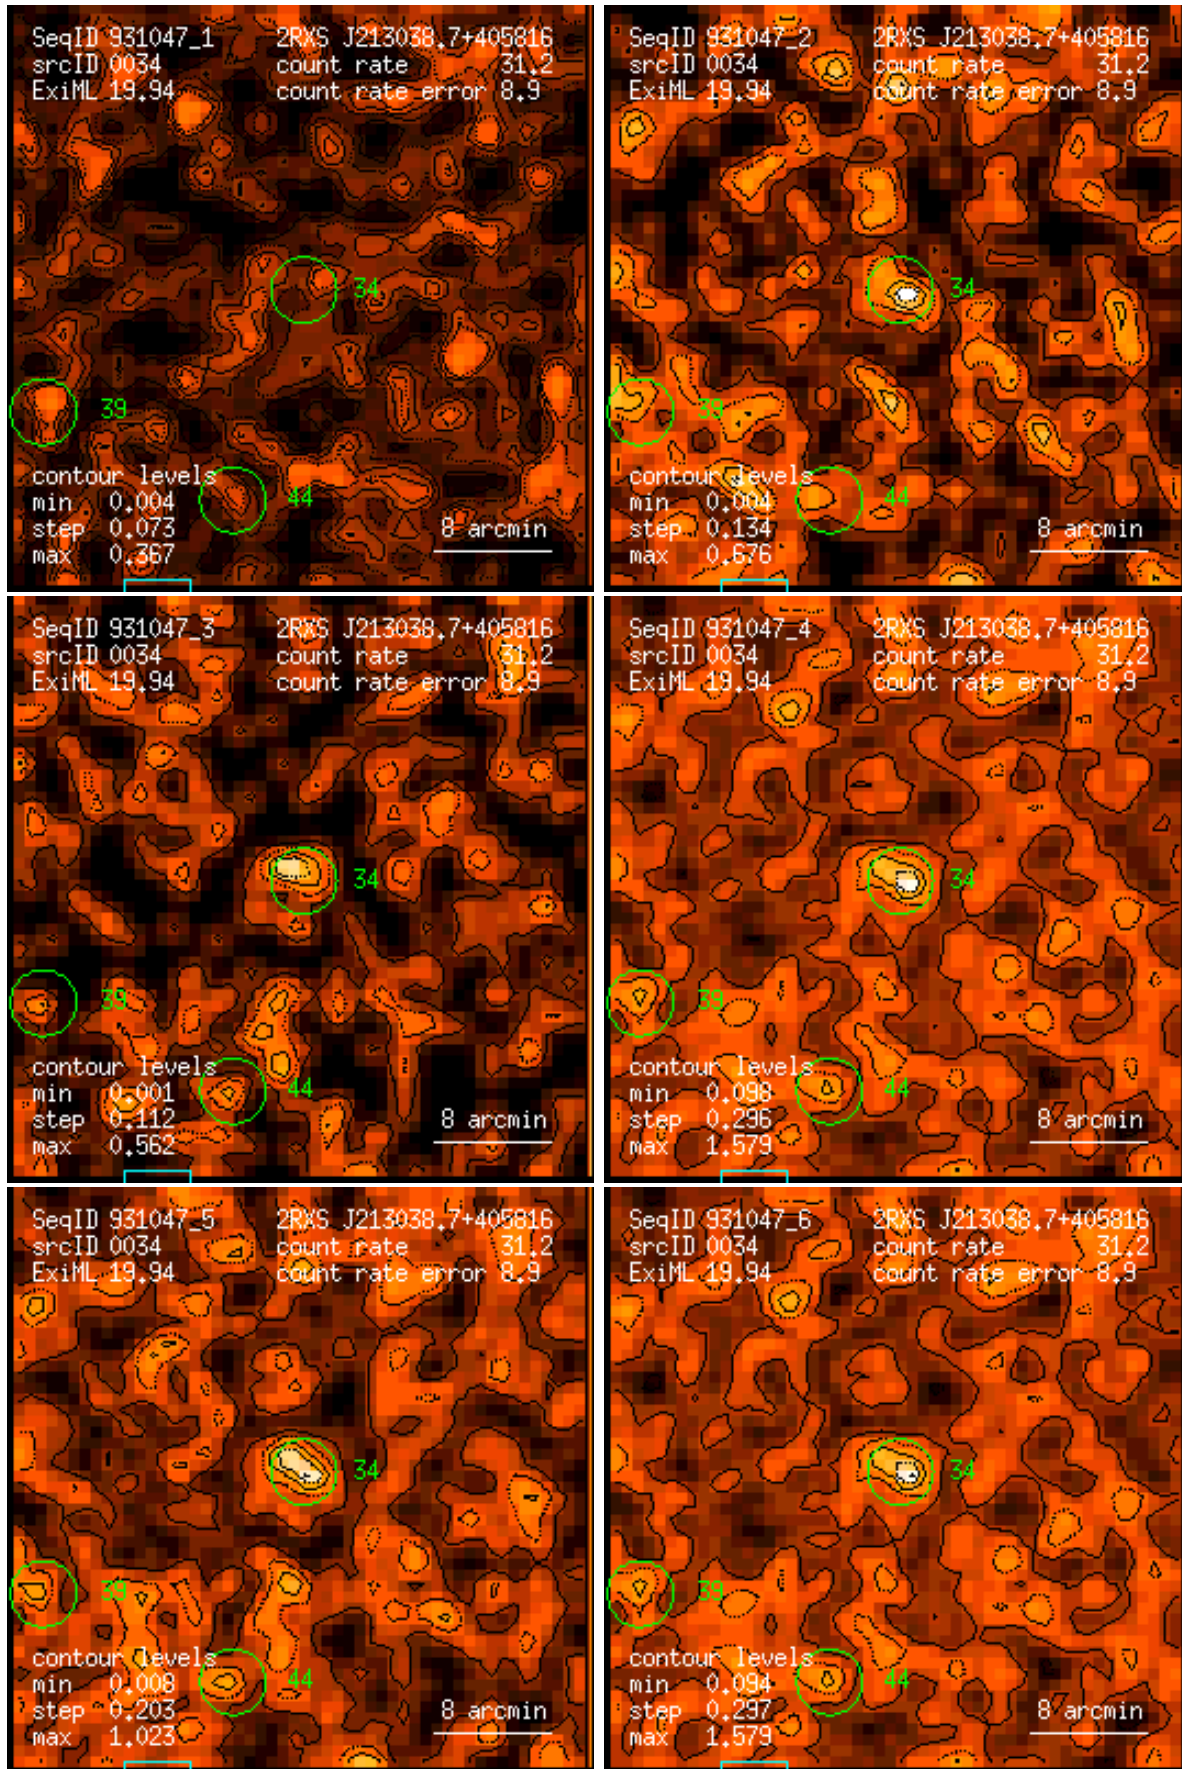 SeqID 931047_1 2RXS J213038.7+405816
srcID 0034 count rate 31.2
ExiML 19.94 count rate error 8.9
34
39
contour levels
min 0.004 44
step 0.073 8 arcmin
max 0.367
SeqID 931047_2 2RXS J213038.7+405816
srcID 0034 count rate 31.2
ExiML 19.94 count rate error 8.9
34
39
contour levels
min 0.004 44
step 0.134 8 arcmin
max 0.676
SeqID 931047_3 2RXS J213038.7+405816
srcID 0034 count rate 31.2
ExiML 19.94 count rate error 8.9
34
39
contour levels
min 0.001 44
step 0.112 8 arcmin
max 0.562
SeqID 931047_4 2RXS J213038.7+405816
srcID 0034 count rate 31.2
ExiML 19.94 count rate error 8.9
34
39
contour levels
min 0.098 44
step 0.296 8 arcmin
max 1.579
SeqID 931047_5 2RXS J213038.7+405816
srcID 0034 count rate 31.2
ExiML 19.94 count rate error 8.9
34
39
contour levels
min 0.008 44
step 0.203 8 arcmin
max 1.023
SeqID 931047_6 2RXS J213038.7+405816
srcID 0034 count rate 31.2
ExiML 19.94 count rate error 8.9
34
39
contour levels
min 0.094 44
step 0.297 8 arcmin
max 1.579